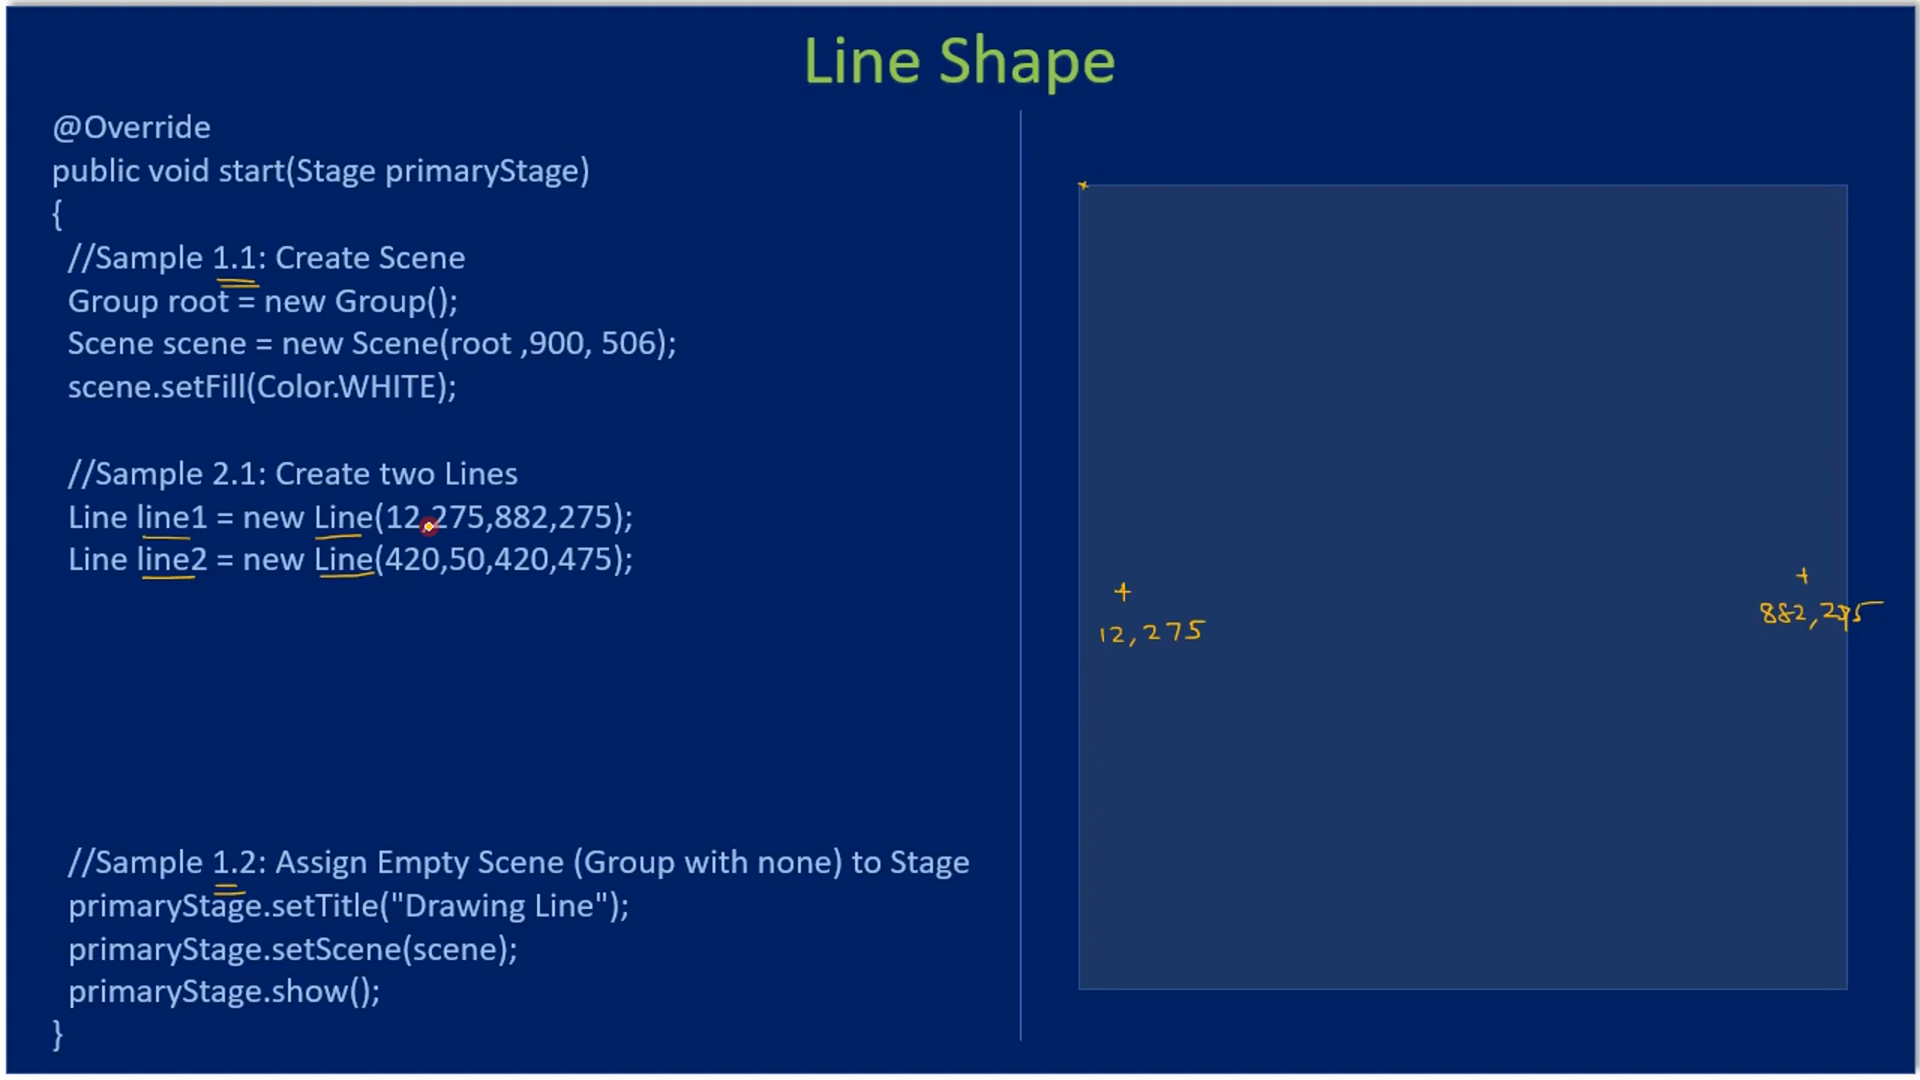 Line Shape
@Override
public void start(Stage primaryStage)
{
//Sample 1.1: Create Scene
Group root = new Group();
Scene scene = new Scene(root ,900, 506);
scene.setFill(Color.WHITE);
//Sample 2.1: Create two Lines
Line line1 = new Line(12,275,882,275);
Line line2 = new Line(420,50,420,475);
//Sample 1.2: Assign Empty Scene (Group with none) to Stage
primaryStage.setTitle("Drawing Line");
primaryStage.setScene(scene);
primaryStage.show();
}
12,275
882,275